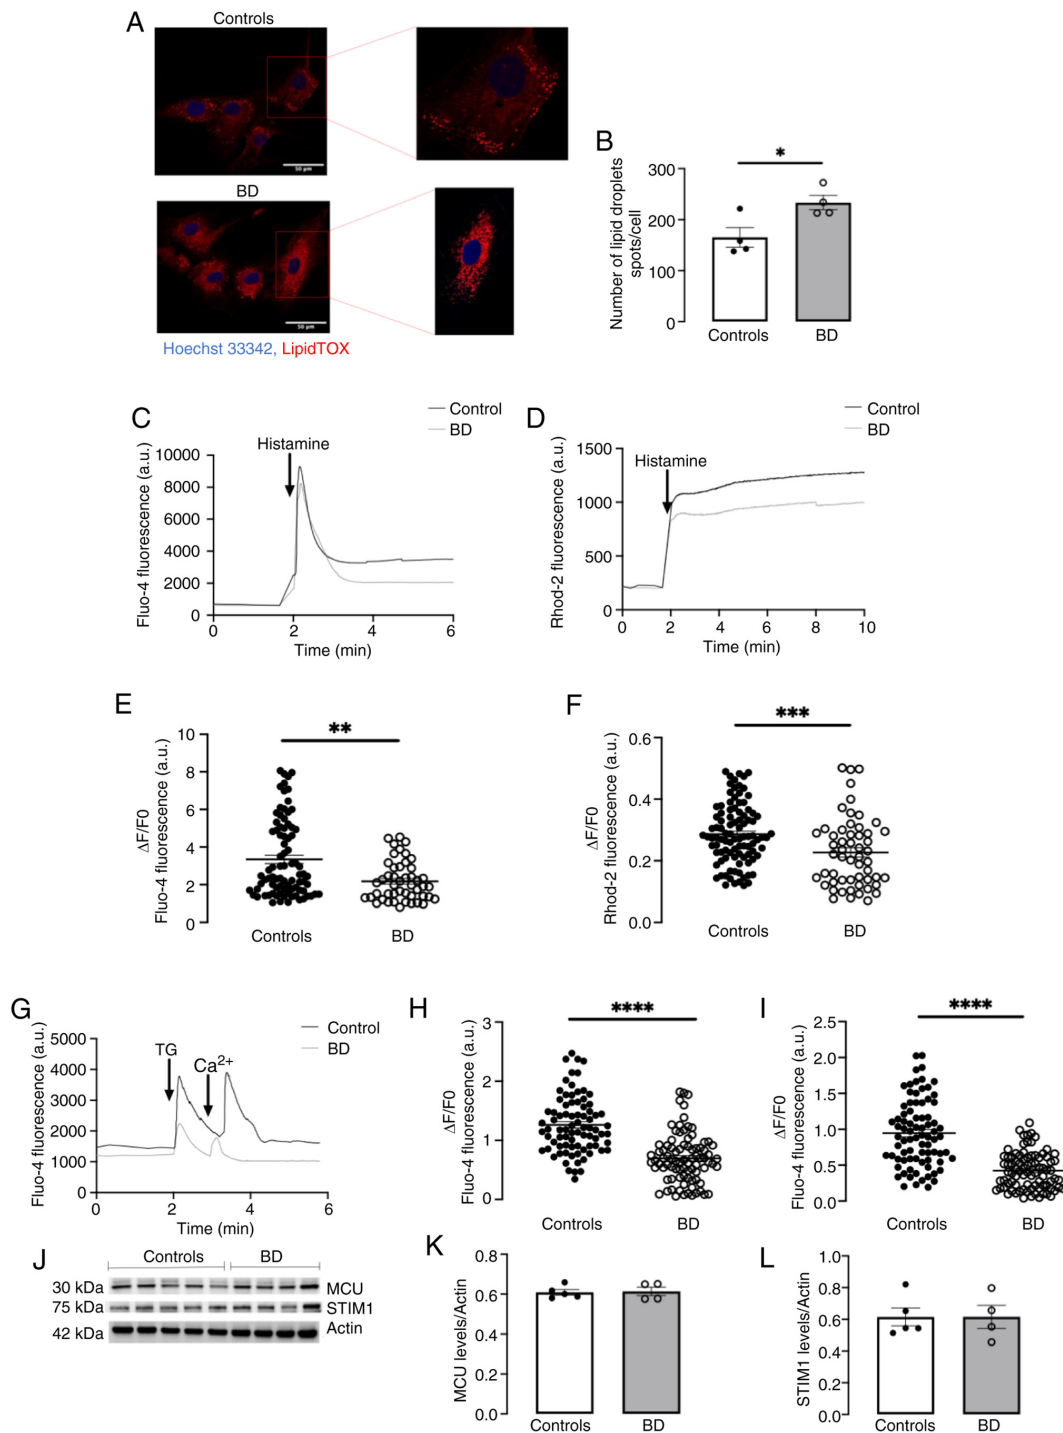 A
Controls
50 µm
BD
50 µm
Hoechst 33342, LipidTOX
B
*
Number of lipid droplets
spots/cell
300
200
100
0
Controls
BD
C
Control
BD
Histamine
Fluo-4 fluorescence (a.u.)
10000
8000
6000
4000
2000
0
0 2 4 6
Time (min)
D
Control
BD
Histamine
Rhod-2 fluorescence (a.u.)
1500
1000
500
0
0 2 4 6 8 10
Time (min)
E
**
ΔF/F0
Fluo-4 fluorescence (a.u.)
10
8
6
4
2
0
Controls
BD
F
***
ΔF/F0
Rhod-2 fluorescence (a.u.)
0.6
0.4
0.2
0.0
Controls
BD
G
Control
BD
TG
Ca2+
Fluo-4 fluorescence (a.u.)
5000
4000
3000
2000
1000
0
0 2 4 6
Time (min)
H
****
ΔF/F0
Fluo-4 fluorescence (a.u.)
3
2
1
0
Controls
BD
I
****
ΔF/F0
Fluo-4 fluorescence (a.u.)
2.5
2.0
1.5
1.0
0.5
0.0
Controls
BD
J
Controls
BD
30 kDa
MCU
75 kDa
STIM1
42 kDa
Actin
K
MCU levels/Actin
0.8
0.6
0.4
0.2
0.0
Controls
BD
L
STIM1 levels/Actin
1.0
0.8
0.6
0.4
0.2
0.0
Controls
BD